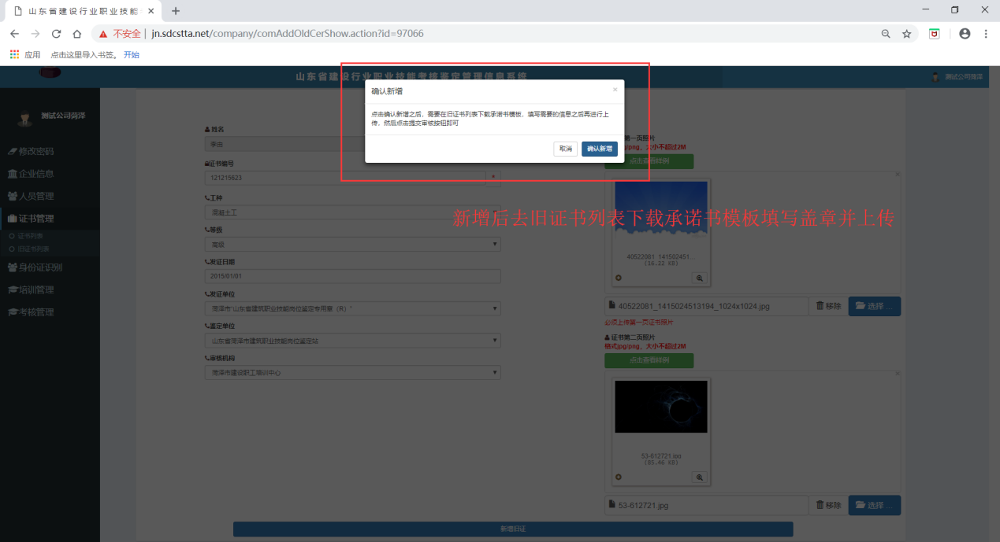 山东省建设行业职业技能
不安全
jn.sdcstta.net/company/comAddOldCerShow.action?id=97066
应用 点击这里导入书签。 开始
山东省建设行业职业技能考核鉴定管理信息系统
测试公司菏泽
测试公司菏泽
修改密码
企业信息
人员管理
证书管理
证书列表
旧证书列表
身份证识别
培训管理
考核管理
确认新增
×
点击确认新增之后，需要在旧证书列表下载承诺书模板，填写需要的信息之后再进行上
传，然后点击提交审核按钮即可
取消 确认新增
姓名
李由
证书编号
121215623 *
工种
混凝土工
等级
高级
发证日期
2015/01/01
发证单位
菏泽市"山东省建筑职业技能岗位鉴定专用章（R）"
鉴定单位
山东省菏泽市建筑职业技能岗位鉴定站
审核机构
菏泽市建设职工培训中心
第一页照片
pg/png，大小不超过2M
点击查看样例
新增后去旧证书列表下载承诺书模板填写盖章并上传
40522081_141502451...
(16.22 KB)
40522081_1415024513194_1024x1024.jpg 移除 选择 ...
必须上传第一页证书照片
证书第二页照片
格式jpg/png，大小不超过2M
点击查看样例
53-612721.jpg
(85.46 KB)
53-612721.jpg 移除 选择 ...
新增旧证